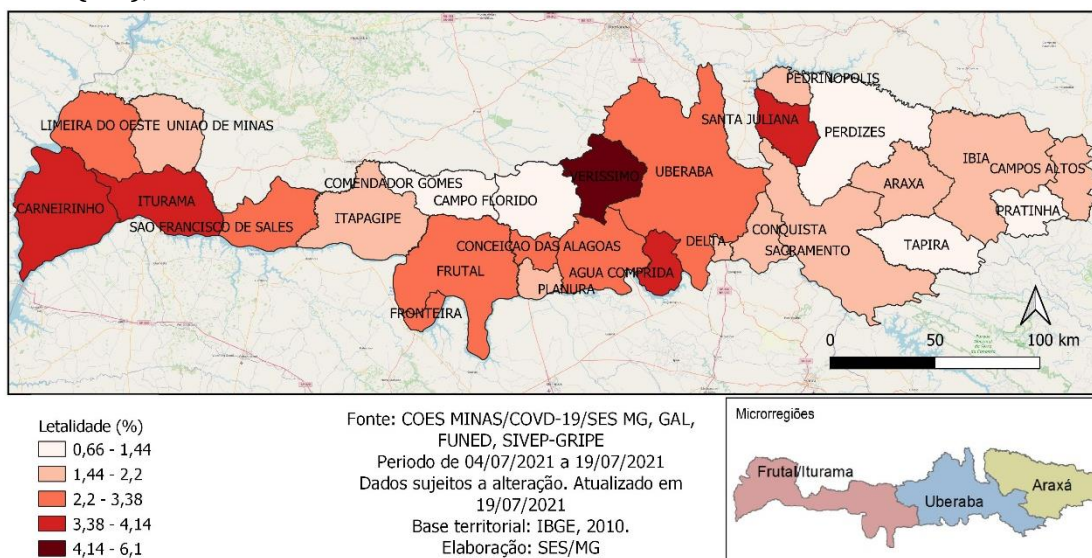 PEDRINOPOLIS
LIMEIRA DO OESTE
UNIAO DE MINAS
SANTA JULIANA
PERDIZES
IBIA
CAMPOS ALTOS
VERISSIMO
UBERABA
ARAXA
COMENDADOR GOMES
CAMPO FLORIDO
PRATINHA
CARNEIRINHO
ITURAMA
SAO FRANCISCO DE SALES
ITAPAGIPE
CONCEICAO DAS ALAGOAS
DELTA
CONQUISTA
SACRAMENTO
TAPIRA
FRUTAL
AGUA COMPRIDA
PLANURA
FRONTEIRA
0 50 100 km
Letalidade (%)
0,66 - 1,44
1,44 - 2,2
2,2 - 3,38
3,38 - 4,14
4,14 - 6,1
Fonte: COES MINAS/COVD-19/SES MG, GAL,
FUNED, SIVEP-GRIPE
Periodo de 04/07/2021 a 19/07/2021
Dados sujeitos a alteração. Atualizado em
19/07/2021
Base territorial: IBGE, 2010.
Elaboração: SES/MG
Microrregiões
Frutal/Iturama
Uberaba
Araxá